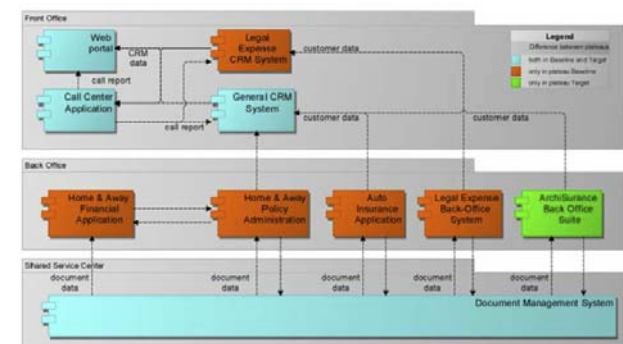 Front Office
Web
portal
Legal
Expense
CRM System
CRM
data
customer data
call report
Call Center
Application
General CRM
System
call report
customer data
customer data
Legend
Difference between plateaus
both in Baseline and Target
only in plateau Baseline
only in plateau Target
Back Office
Home & Away
Financial
Application
Home & Away
Policy
Administration
Auto
Insurance
Application
Legal Expense
Back-Office
System
ArchiSurance
Back Office
Suite
Shared Service Center
document
data
document
data
document
data
document
data
document
data
Document Management System